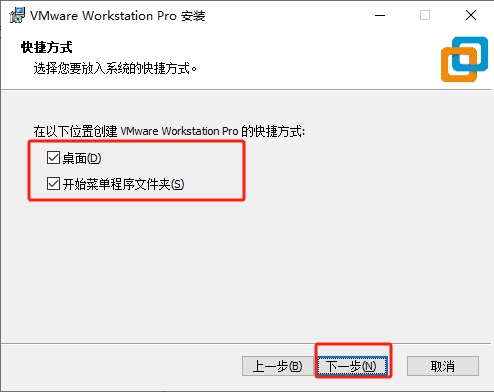 VMware Workstation Pro 安装
快捷方式
选择您要放入系统的快捷方式。
在以下位置创建 VMware Workstation Pro 的快捷方式:
桌面(D)
开始菜单程序文件夹(S)
上一步(B) 下一步(N) 取消